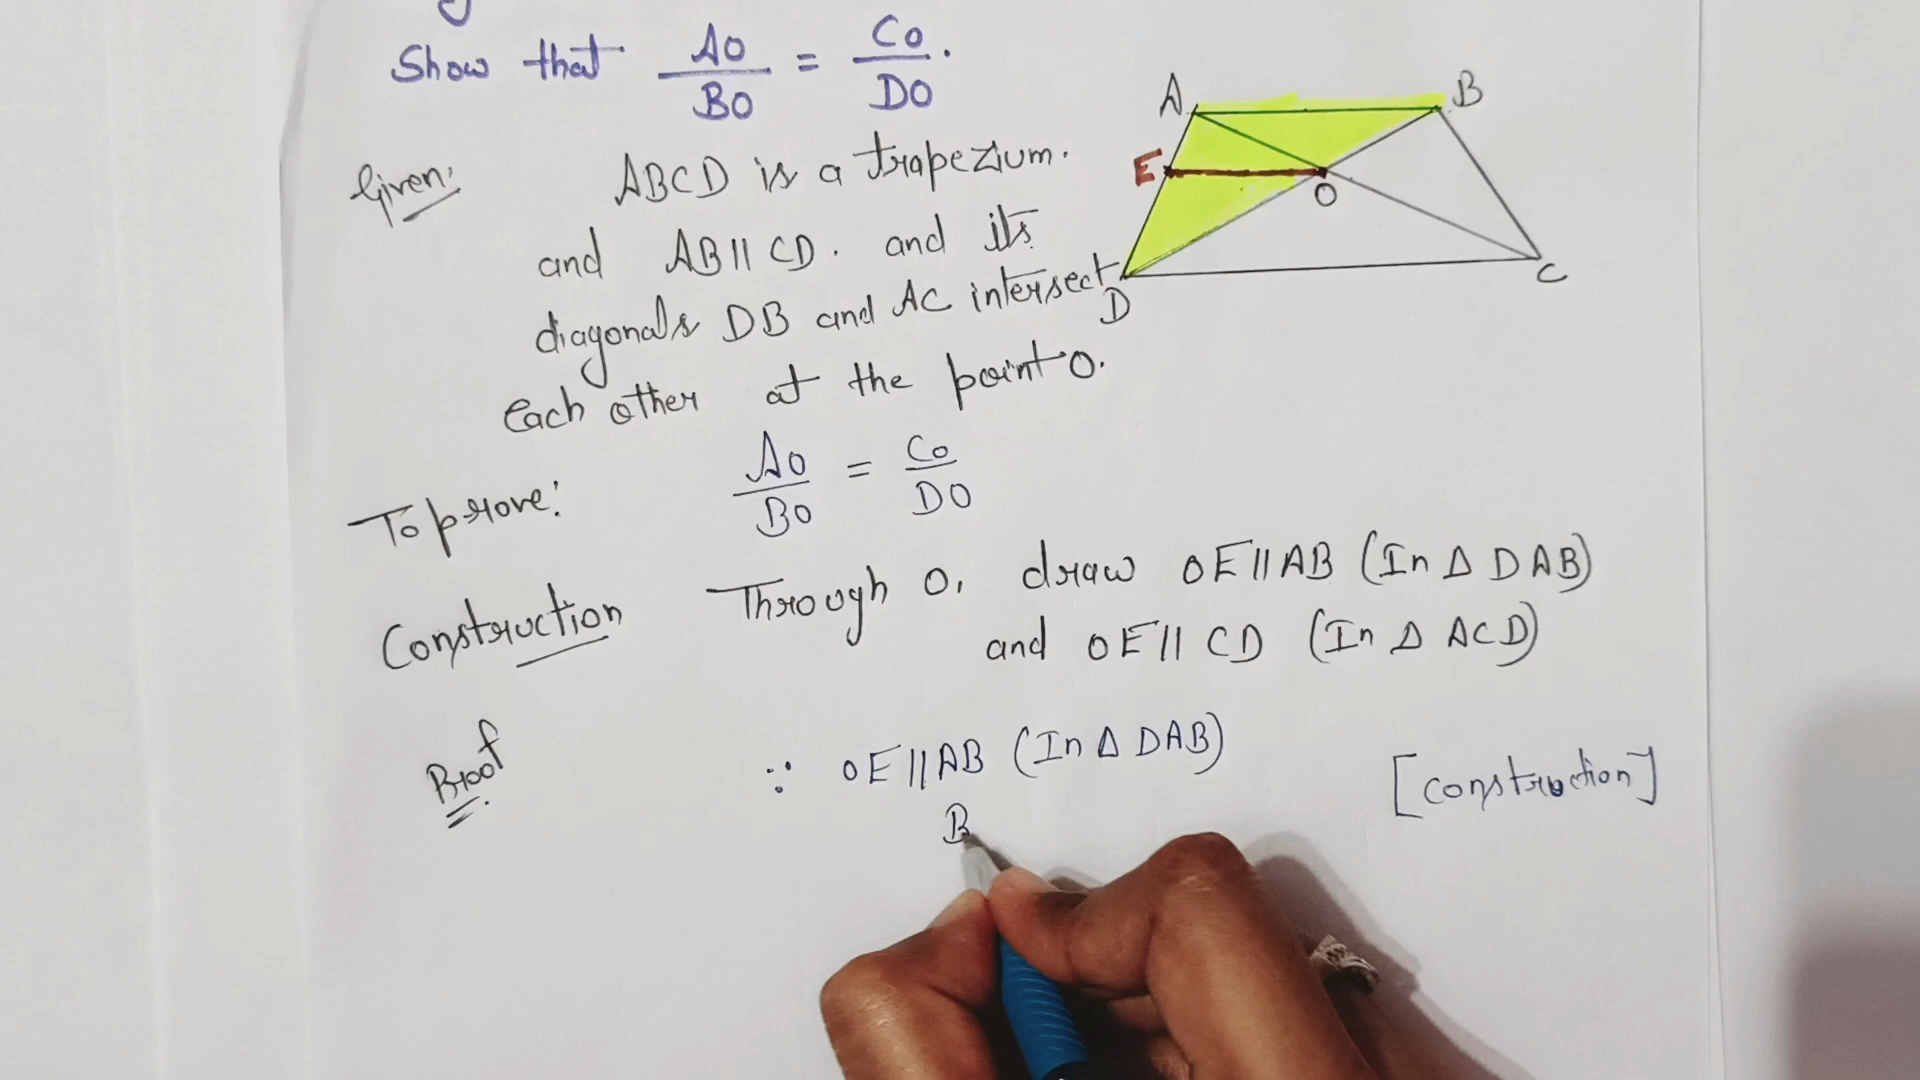 Show that AO/BO = CO/DO.
Given: ABCD is a trapezium.
and AB || CD. and its
diagonals DB and AC intersect
each other at the point O.
To prove: AO/BO = CO/DO
Construction Through O, draw OE || AB (In Δ DAB)
and OE || CD (In Δ ACD)
Proof ∵ OE || AB (In Δ DAB) [construction]
B
A
B
E
O
D
C